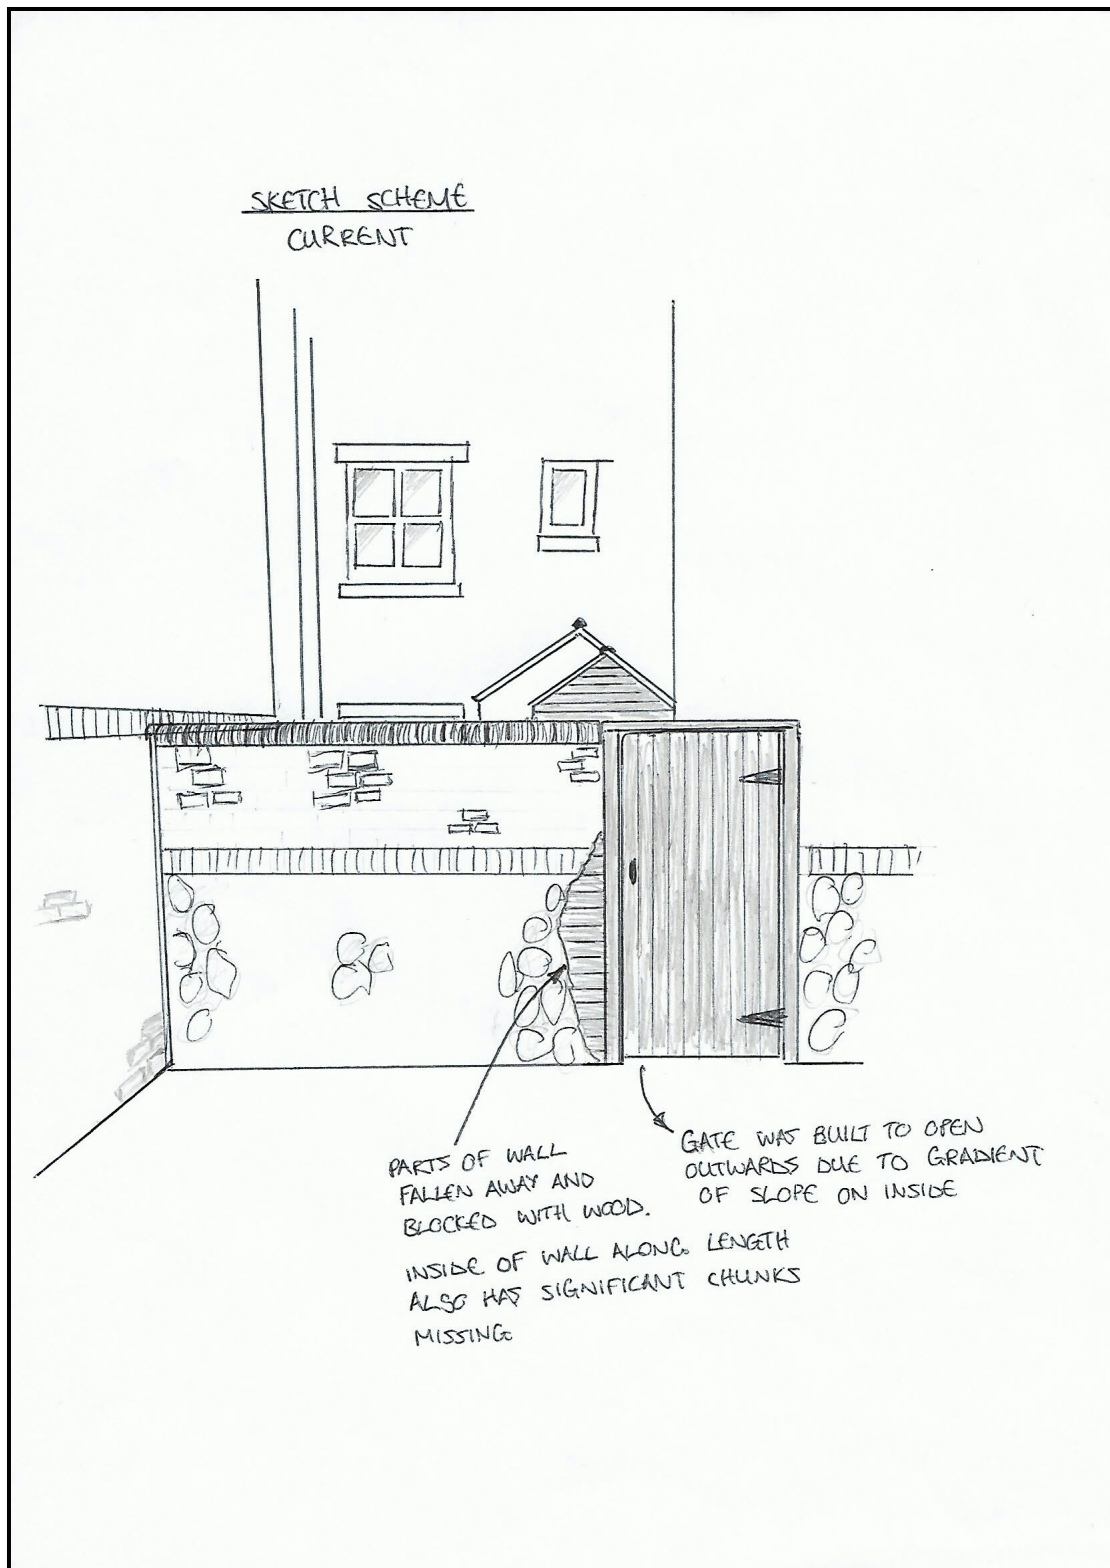 SKETCH SCHEME
CURRENT
PARTS OF WALL
FALLEN AWAY AND
BLOCKED WITH WOOD.
INSIDE OF WALL ALONG LENGTH
ALSO HAS SIGNIFICANT CHUNKS
MISSING
GATE WAS BUILT TO OPEN
OUTWARDS DUE TO GRADIENT
OF SLOPE ON INSIDE